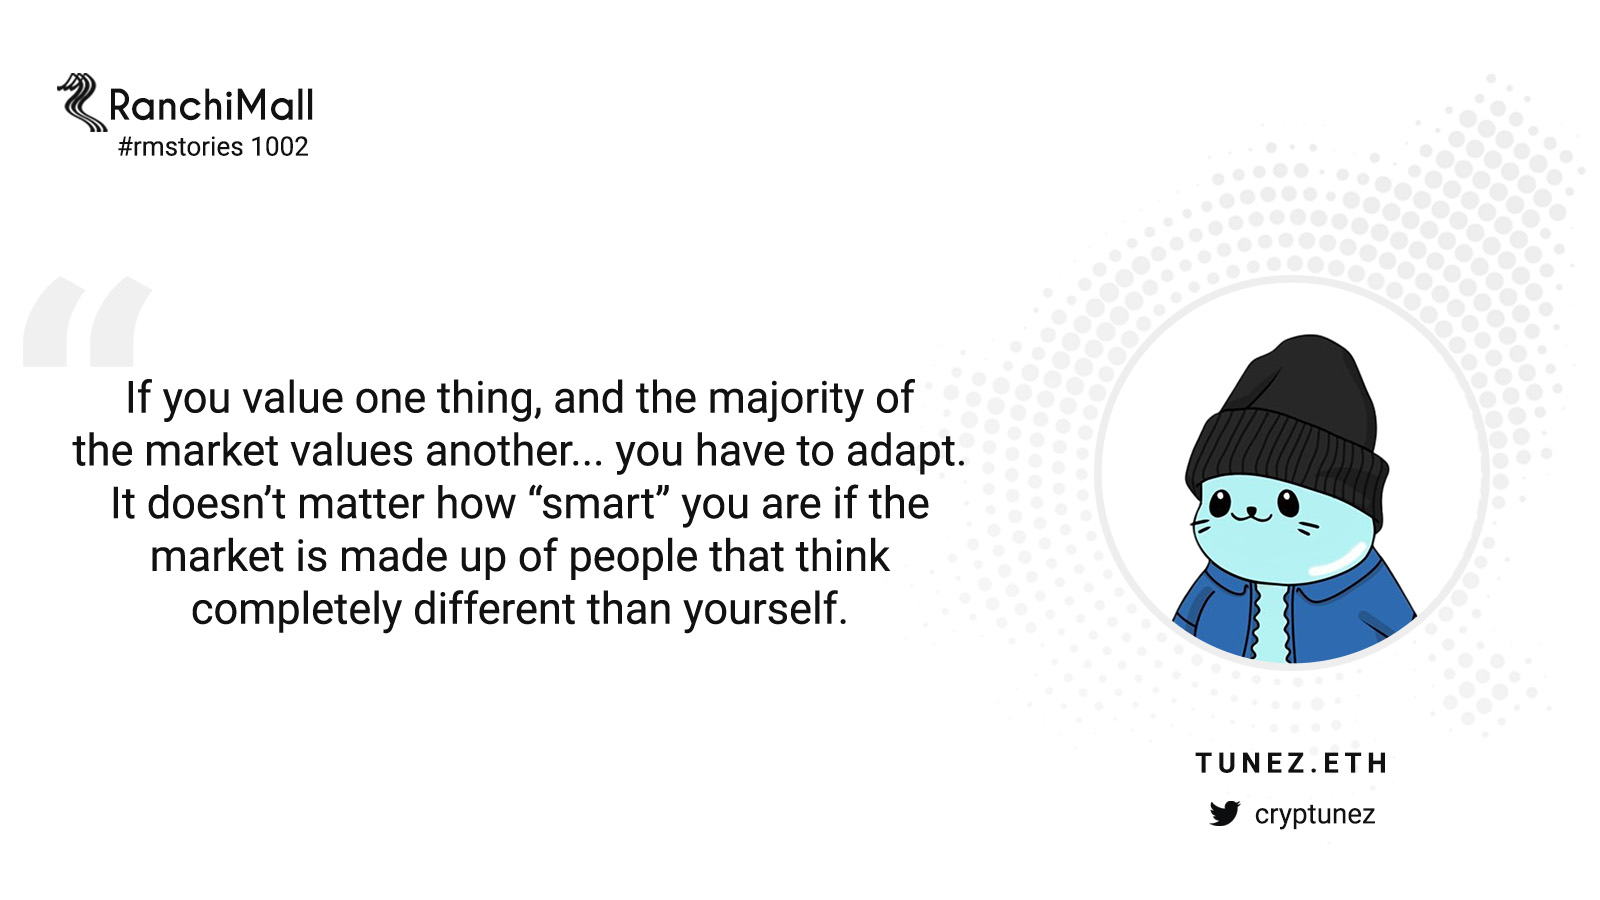 RanchiMall
#rmstories 1002
“
If you value one thing, and the majority of
the market values another... you have to adapt.
It doesn’t matter how “smart” you are if the
market is made up of people that think
completely different than yourself.
TUNEZ.ETH
cryptunez